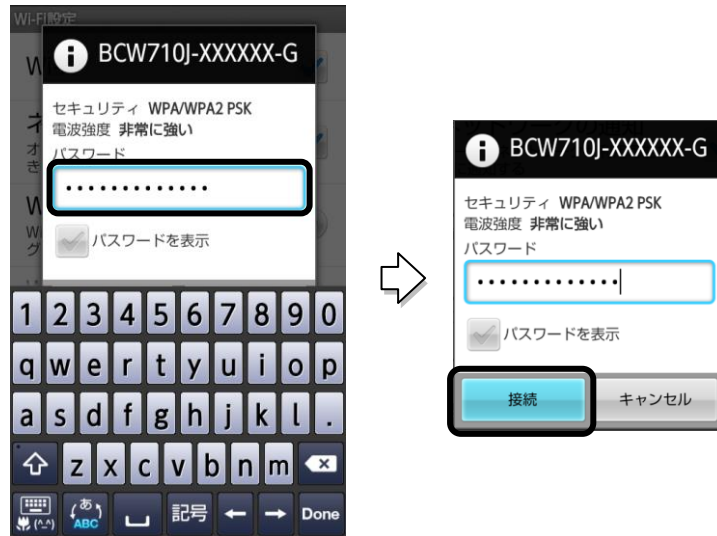 Wi-Fi設定
BCW710J-XXXXXX-G
セキュリティ WPA/WPA2 PSK
電波強度 非常に強い
パスワード
•••••••••••••
パスワードを表示
1 2 3 4 5 6 7 8 9 0
q w e r t y u i o p
a s d f g h j k l .
z x c v b n m
(^_^) あ ABC 記号 ← → Done
BCW710J-XXXXXX-G
セキュリティ WPA/WPA2 PSK
電波強度 非常に強い
パスワード
•••••••••••••
パスワードを表示
接続 キャンセル